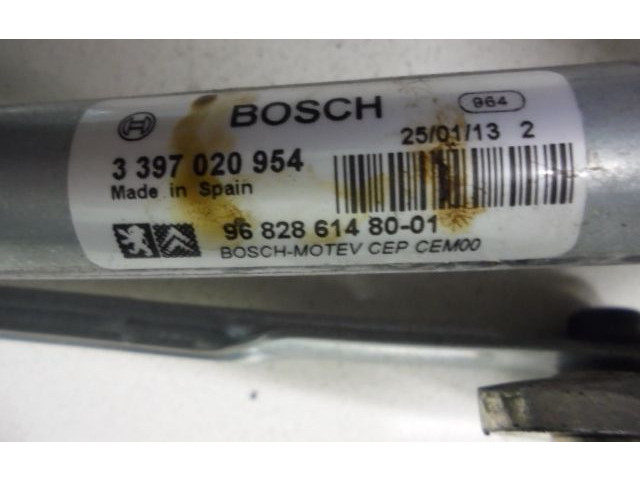 BOSCH
964
25/01/13 2
3 397 020 954
Made in Spain
96 828 614 80-01
BOSCH-MOTEV CEP CEM00